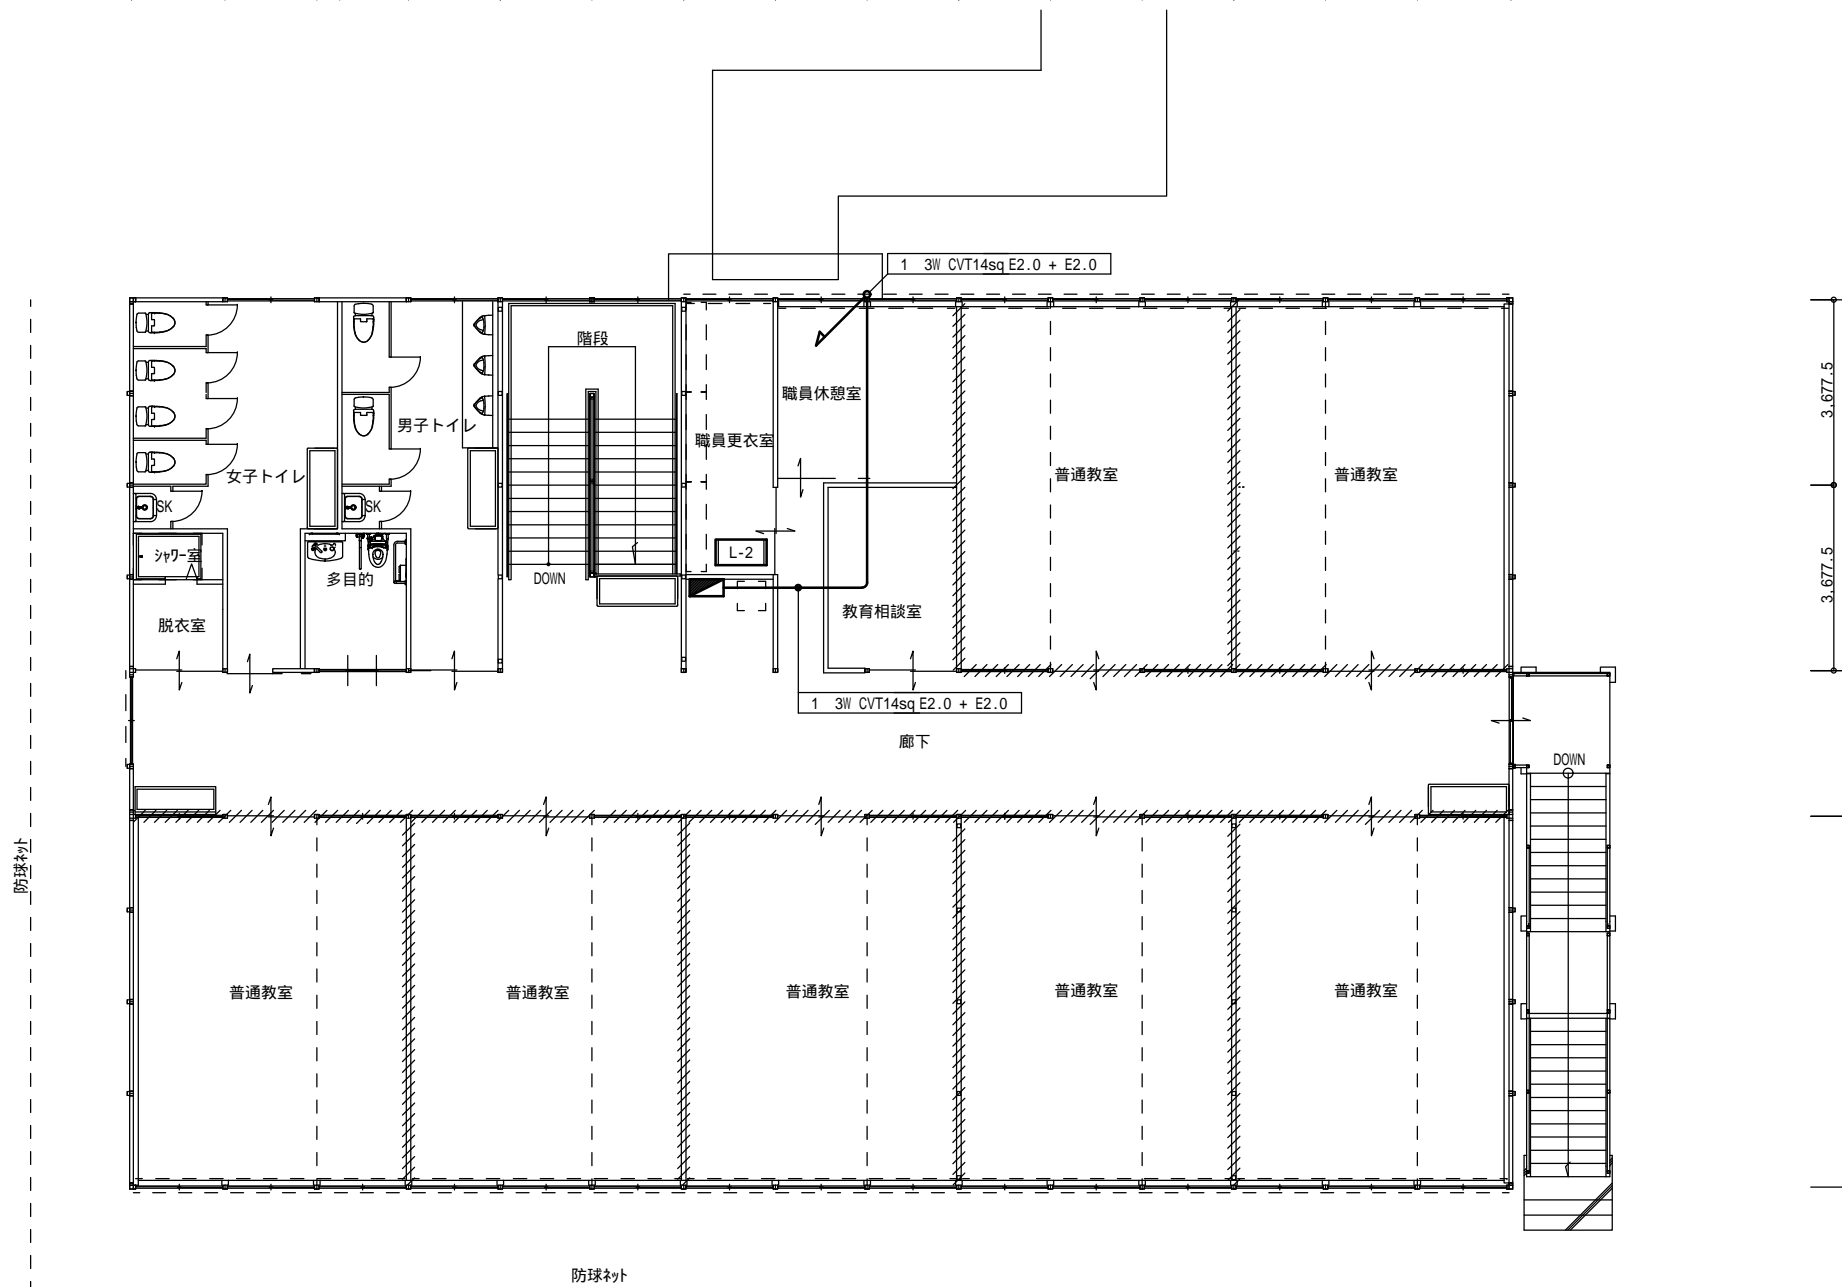 1 3W CVT14sq E2.0 + E2.0
階段
3,677.5
職員休憩室
男子トイレ
職員更衣室
女子トイレ
普通教室
普通教室
SK
SK
シャワー室
L-2
多目的
DOWN
3,677.5
教育相談室
脱衣室
1 3W CVT14sq E2.0 + E2.0
廊下
DOWN
防球ネット
普通教室
普通教室
普通教室
普通教室
普通教室
防球ネット